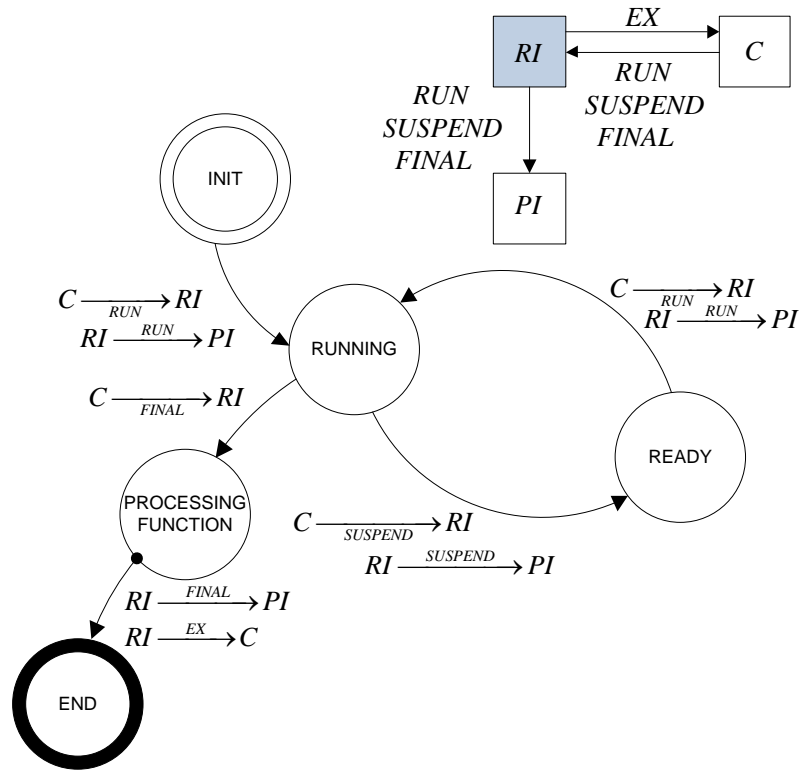 EX
RI
C
RUN
SUSPEND
FINAL
RUN
SUSPEND
FINAL
PI
INIT
C RUN RI
RI RUN PI
C RUN RI
RI RUN PI
RUNNING
C FINAL RI
READY
PROCESSING
FUNCTION
C SUSPEND RI
RI SUSPEND PI
RI FINAL PI
RI EX C
END